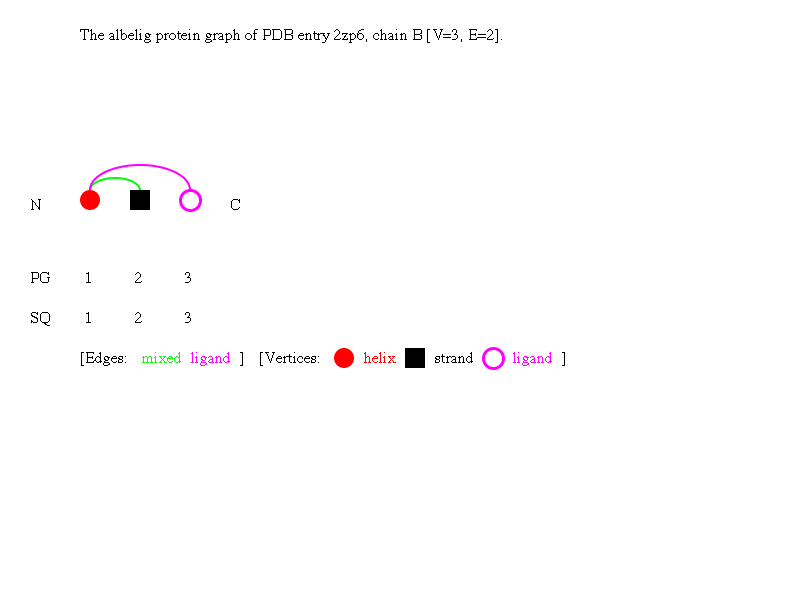 The albelig protein graph of PDB entry 2zp6, chain B [V=3, E=2].
N C
PG 1 2 3
SQ 1 2 3
[Edges: mixed ligand ] [Vertices: helix strand ligand ]